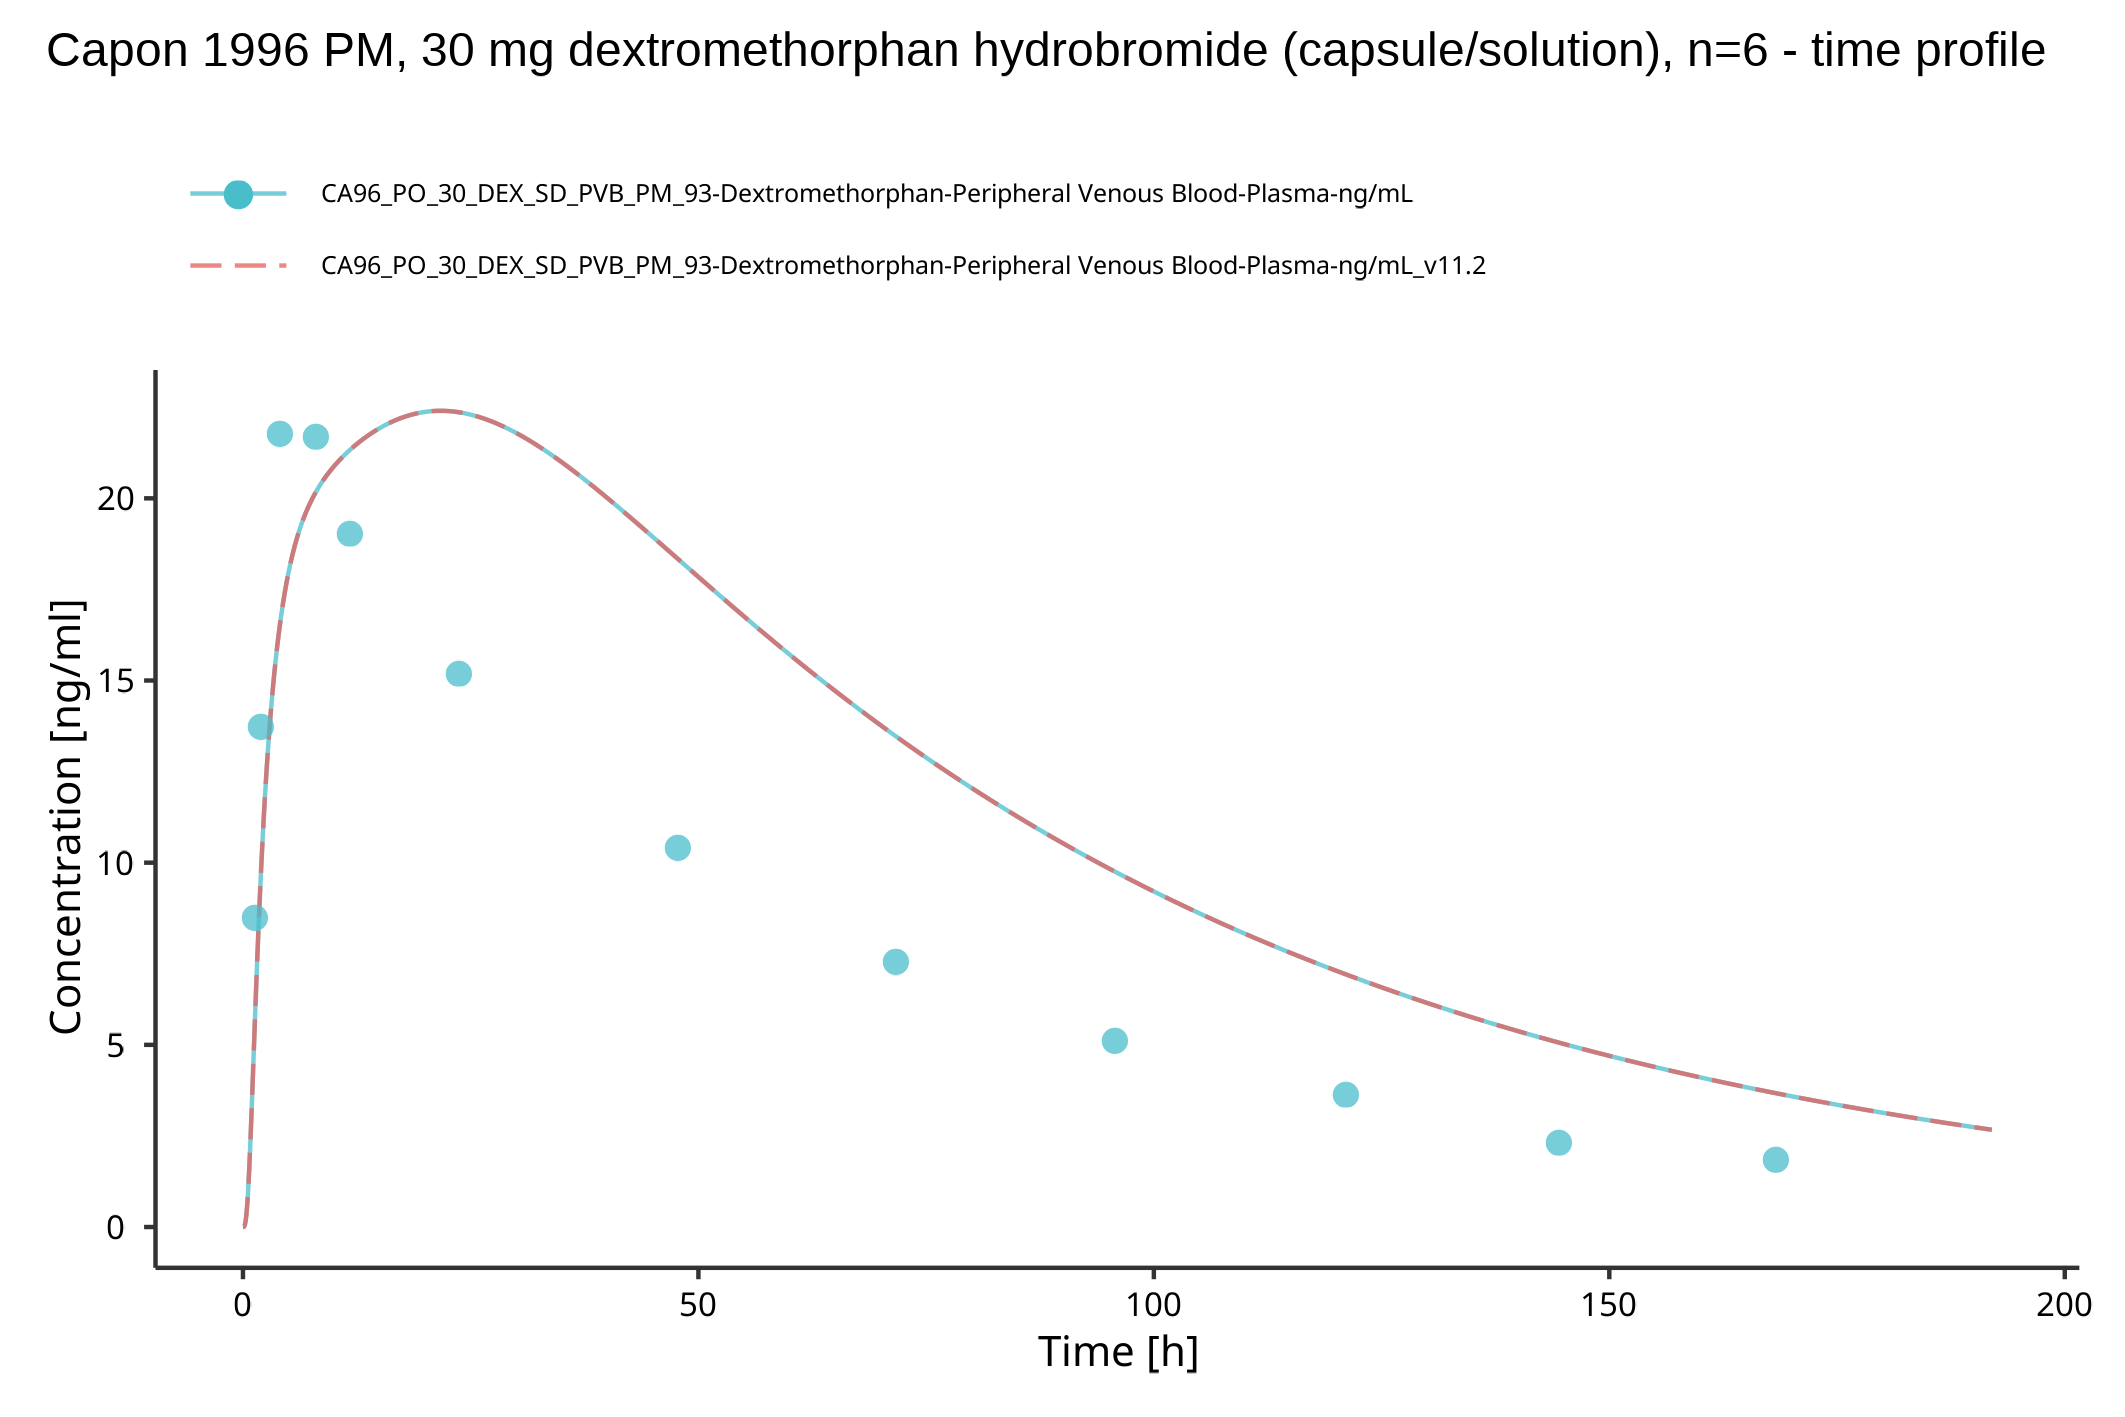 Capon 1996 PM, 30 mg dextromethorphan hydrobromide (capsule/solution), n=6 - time profile
CA96_PO_30_DEX_SD_PVB_PM_93-Dextromethorphan-Peripheral Venous Blood-Plasma-ng/mL
CA96_PO_30_DEX_SD_PVB_PM_93-Dextromethorphan-Peripheral Venous Blood-Plasma-ng/mL_v11.2
Concentration [ng/ml]
20
15
10
5
0
0 50 100 150 200
Time [h]